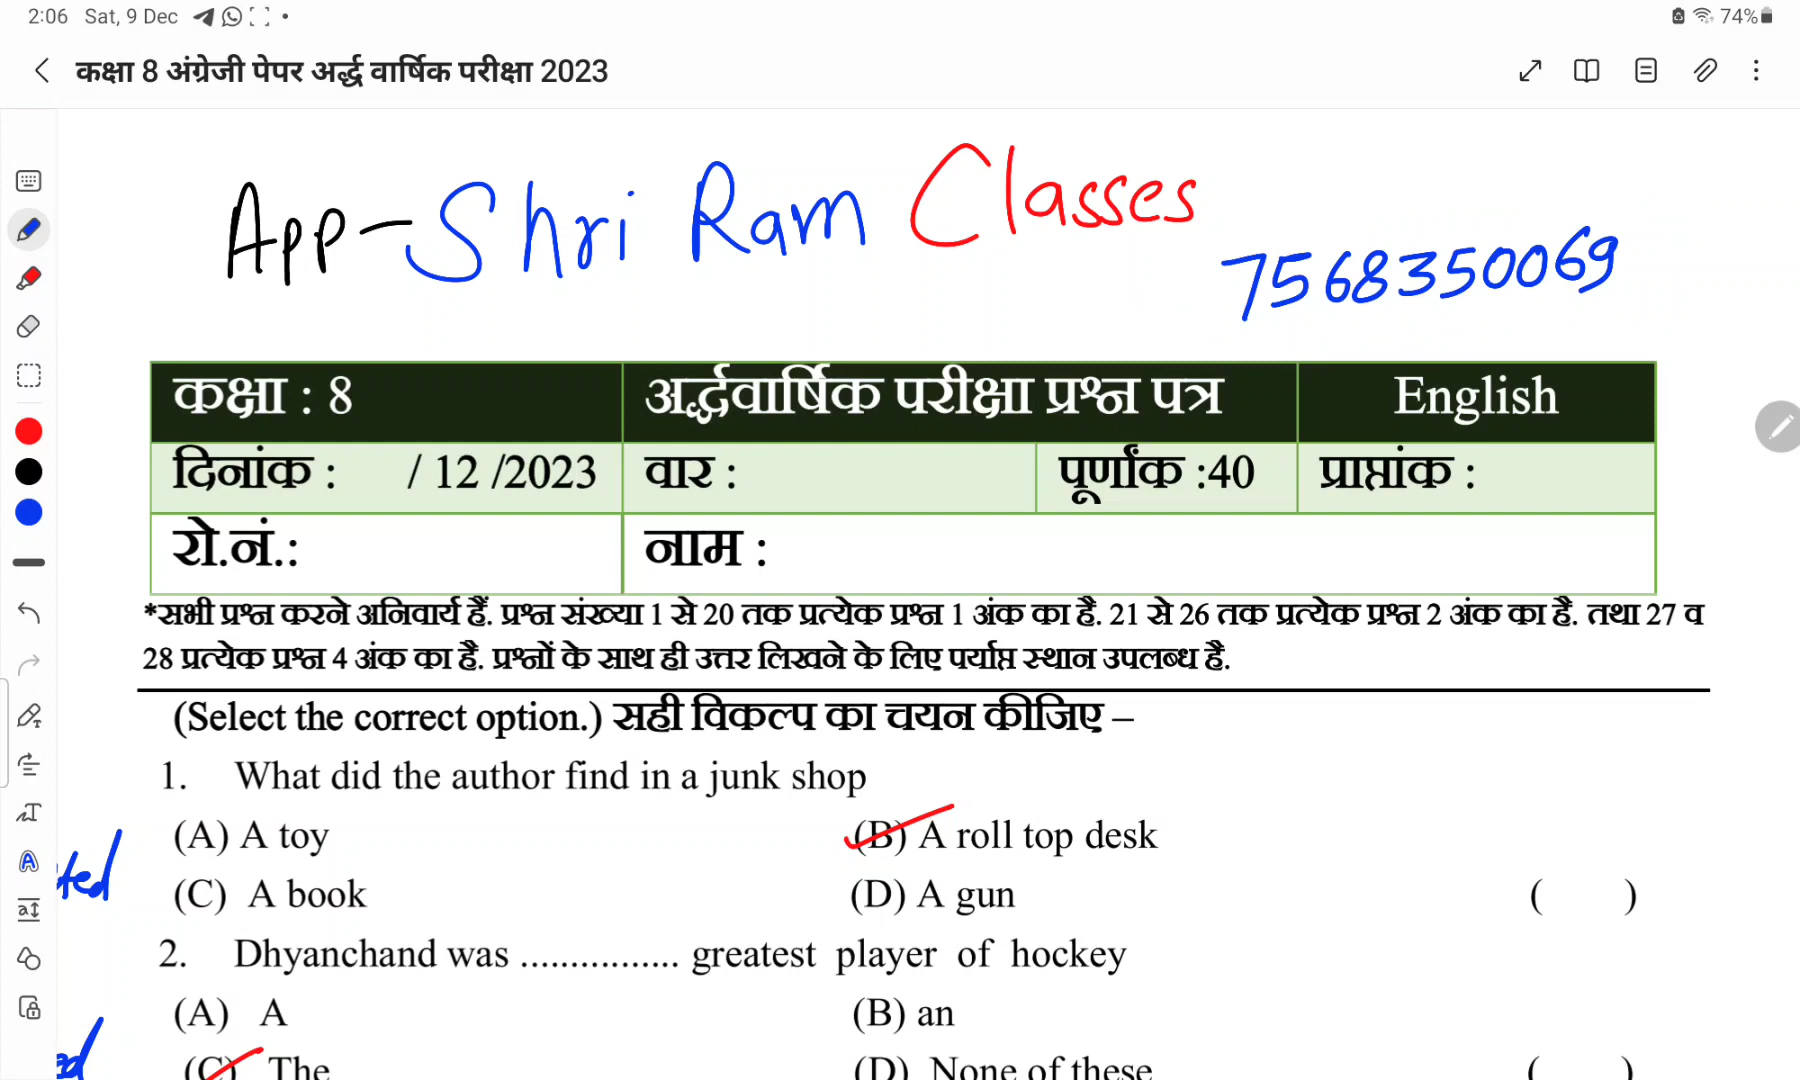 2:06 Sat, 9 Dec 74%
कक्षा 8 अंग्रेजी पेपर अर्द्ध वार्षिक परीक्षा 2023
App-Shri Ram Classes
7568350069
कक्षा : 8 अर्द्धवार्षिक परीक्षा प्रश्न पत्र English
दिनांक : / 12 /2023 वार : पूर्णांक :40 प्राप्तांक :
रो.नं.: नाम :
*सभी प्रश्न करने अनिवार्य हैं. प्रश्न संख्या 1 से 20 तक प्रत्येक प्रश्न 1 अंक का है. 21 से 26 तक प्रत्येक प्रश्न 2 अंक का है. तथा 27 व
28 प्रत्येक प्रश्न 4 अंक का है. प्रश्नों के साथ ही उत्तर लिखने के लिए पर्याप्त स्थान उपलब्ध है.
(Select the correct option.) सही विकल्प का चयन कीजिए –
1. What did the author find in a junk shop
(A) A toy (B) A roll top desk
ted
(C) A book (D) A gun ( )
2. Dhyanchand was ................ greatest player of hockey
(A) A (B) an
ed
(C) The (D) None of these ( )